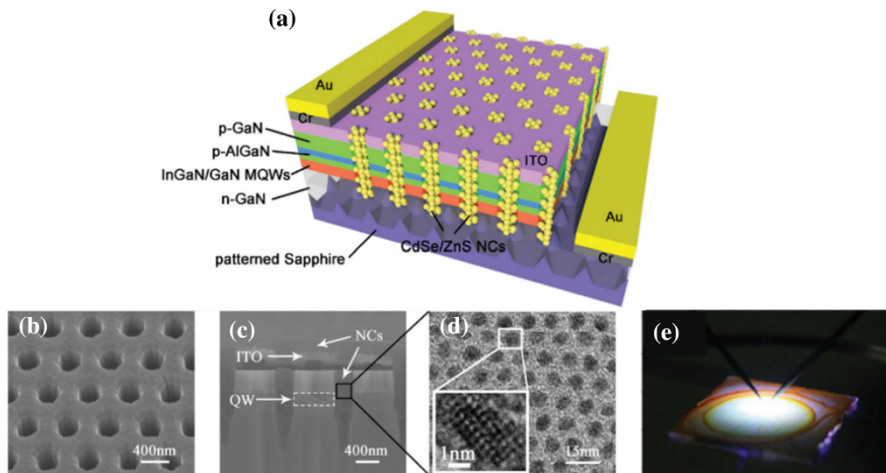 (a)
Au
Cr
p-GaN
p-AlGaN
InGaN/GaN MQWs
n-GaN
patterned Sapphire
CdSe/ZnS NCs
ITO
Au
Cr
(b)
400nm
(c)
NCs
ITO
QW
400nm
(d)
1nm
15nm
(e)